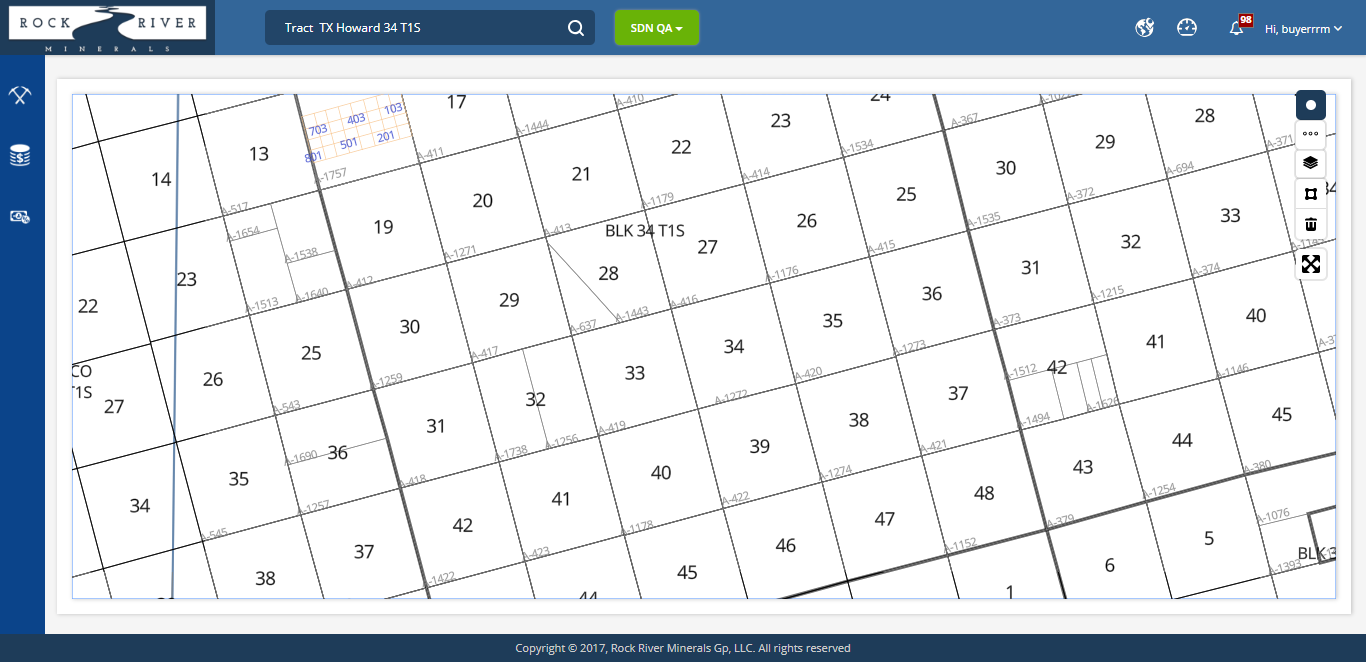 ROCK RIVER
MINERALS
Tract TX Howard 34 T1S
SDN QA
98
Hi, buyerrrm
17
A-410
24
703 403 103
801 501 201
A-1444
23
A-367
28
29
A-371
13
A-411
22
A-1534
14
A-1757
21
A-414
30
A-694
A-517
20
A-1179
25
A-372
A-1654
19
A-413
BLK 34 T1S
26
A-1535
33
A-1538
A-1271
27
A-415
32
23
A-412
28
A-1176
31
A-374
A-1513
A-1640
29
A-1443
A-416
36
A-1215
22
30
A-637
35
A-373
40
25
A-417
34
A-1273
41
CO
T1S
26
A-1259
33
A-420
A-1512
42
A-1146
27
A-543
32
A-1272
37
A-1494
45
31
A-419
38
44
A-1690
36
A-1738
A-1256
39
A-421
43
A-380
35
A-418
40
A-1274
48
A-1254
34
A-1257
41
A-422
47
A-379
A-1076
A-545
42
A-1178
46
A-1152
5
BLK 3
37
A-423
45
6
A-1393
38
A-1422
44
1
Copyright © 2017, Rock River Minerals Gp, LLC. All rights reserved